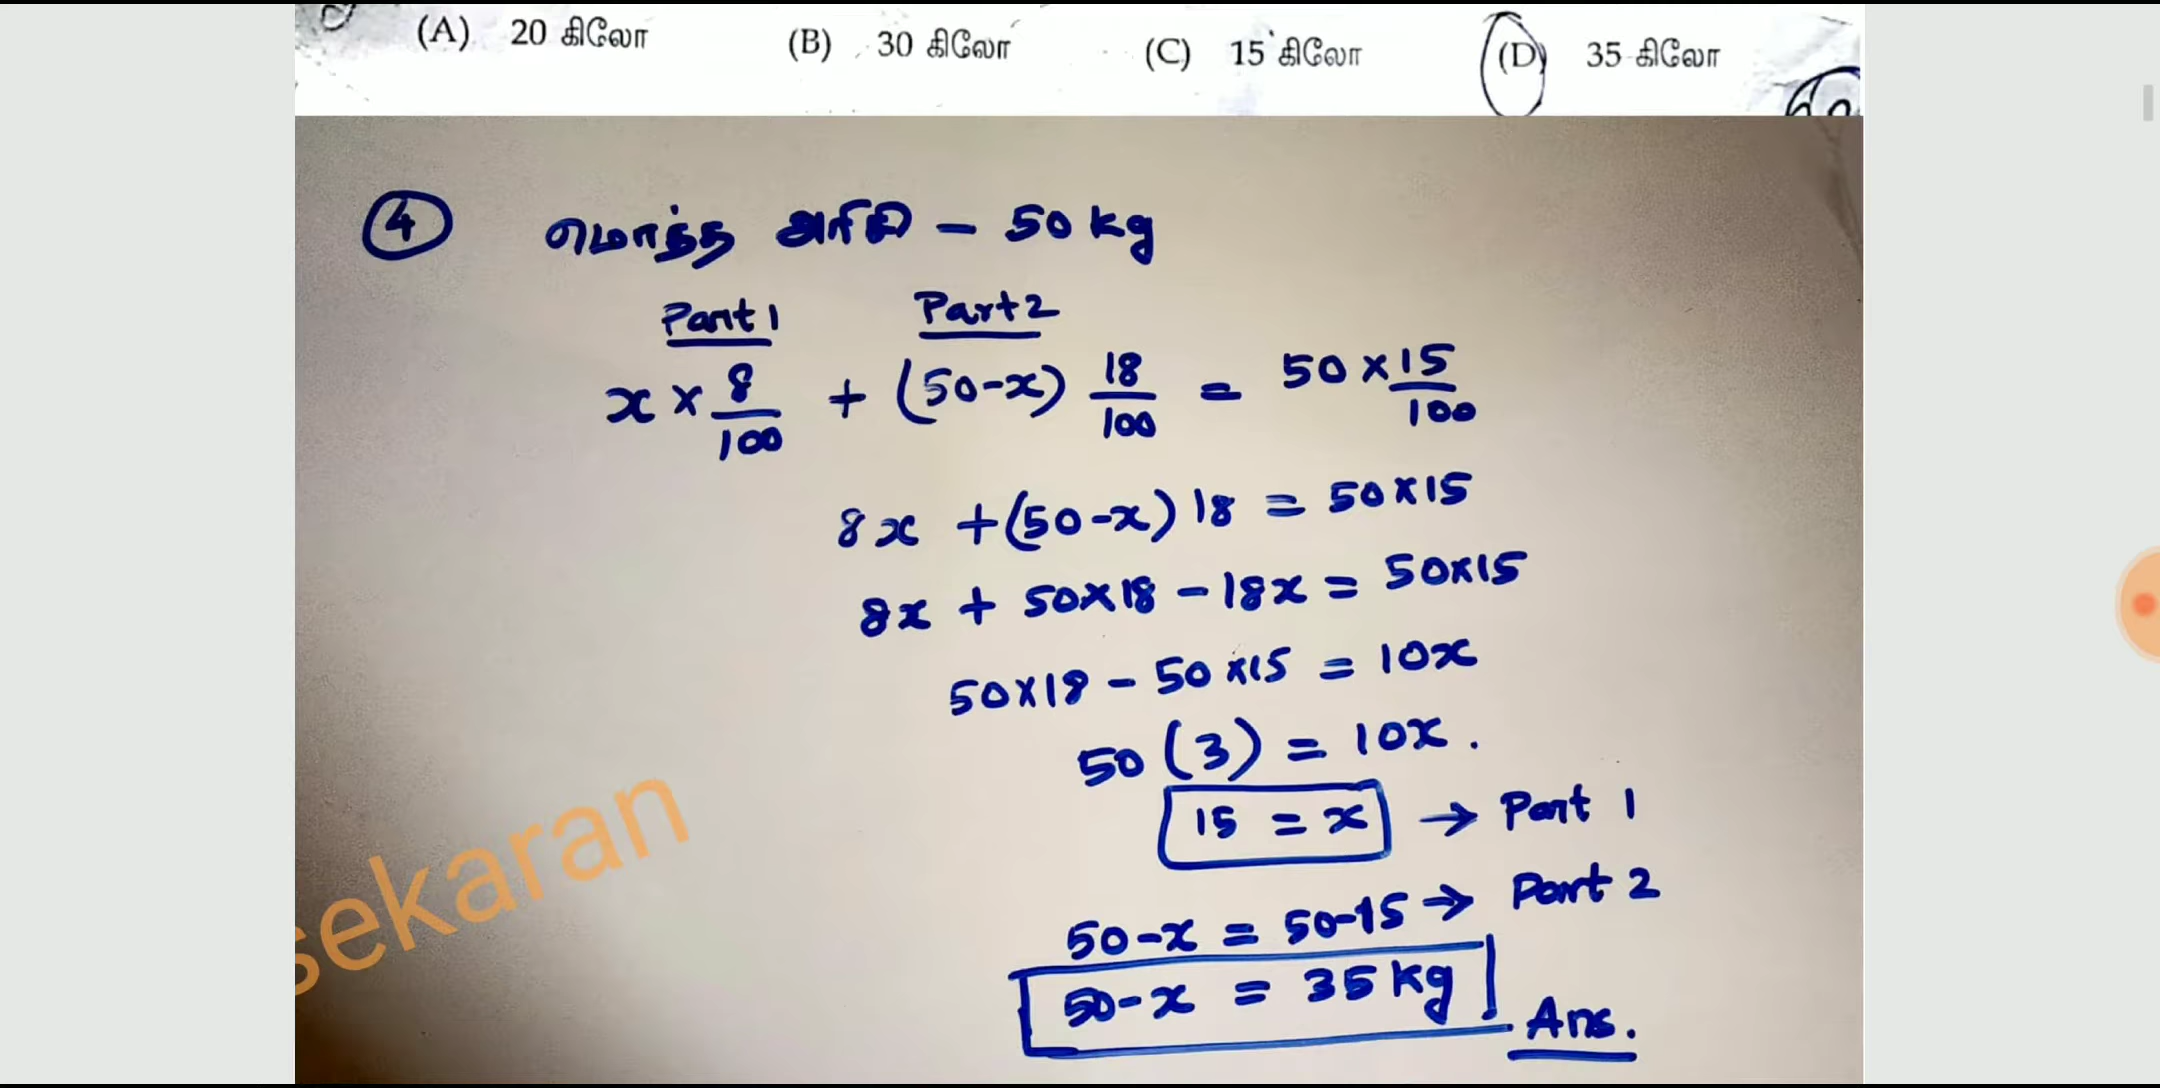 (A) 20 கிலோ (B) 30 கிலோ (C) 15 கிலோ (D) 35 கிலோ
4 மொத்த அரிசி - 50 kg
Part 1 Part 2
x × 8/100 + (50-x) 18/100 = 50 × 15/100
8x + (50-x) 18 = 50×15
8x + 50×18 - 18x = 50×15
50×18 - 50×15 = 10x
50 (3) = 10x.
15 = x → Part 1
50-x = 50-15 → Part 2
50-x = 35 kg Ans.
sekaran